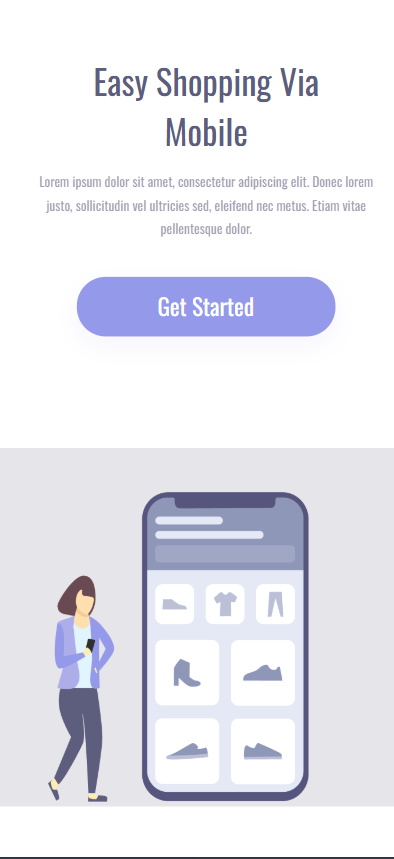 Easy Shopping Via
Mobile
Lorem ipsum dolor sit amet, consectetur adipiscing elit. Donec lorem
justo, sollicitudin vel ultricies sed, eleifend nec metus. Etiam vitae
pellentesque dolor.
Get Started